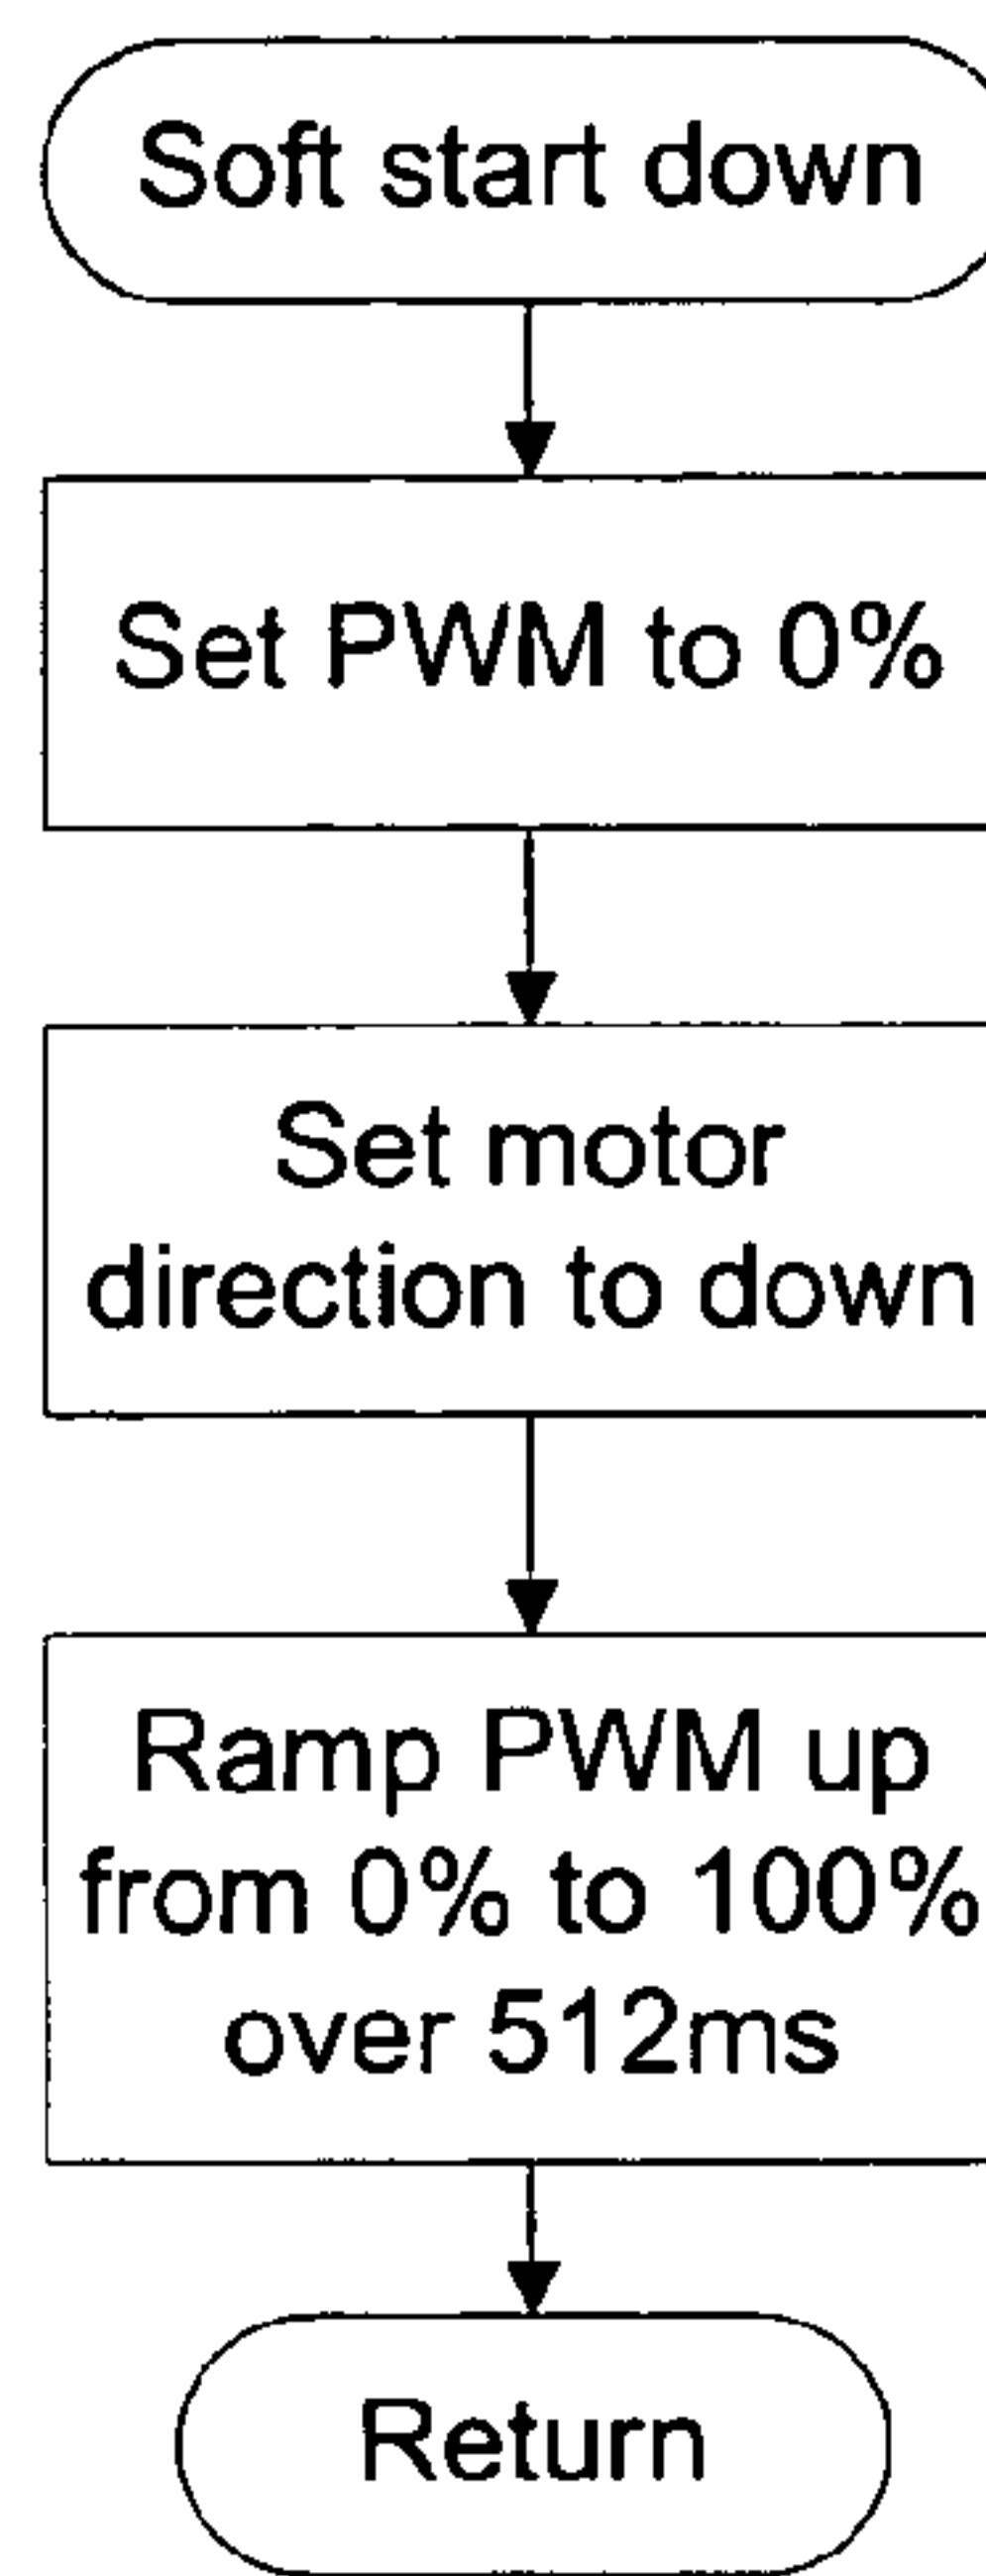 Soft start down
Set PWM to 0%
Set motor
direction to down
Ramp PWM up
from 0% to 100%
over 512ms
Return